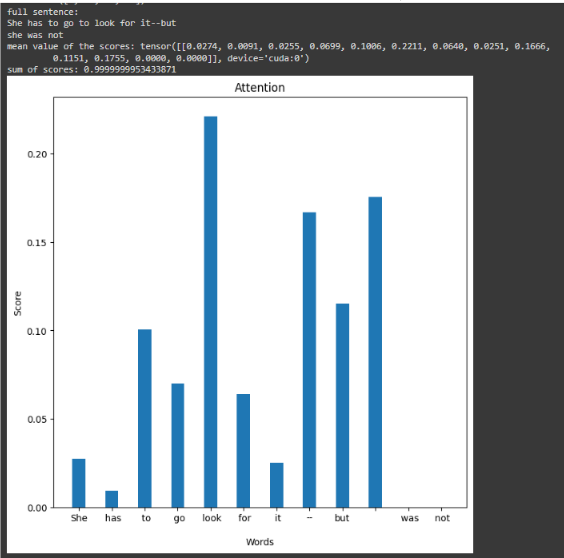 full sentence:
She has to go to look for it--but
she was not
mean value of the scores: tensor([[0.0274, 0.0091, 0.0255, 0.0699, 0.1006, 0.2211, 0.0640, 0.0251, 0.1666,
0.1151, 0.1755, 0.0000, 0.0000]], device='cuda:0')
sum of scores: 0.9999999953433871
Attention
0.20
0.15
0.10
0.05
0.00
Score
She has to go look for it -- but was not
Words